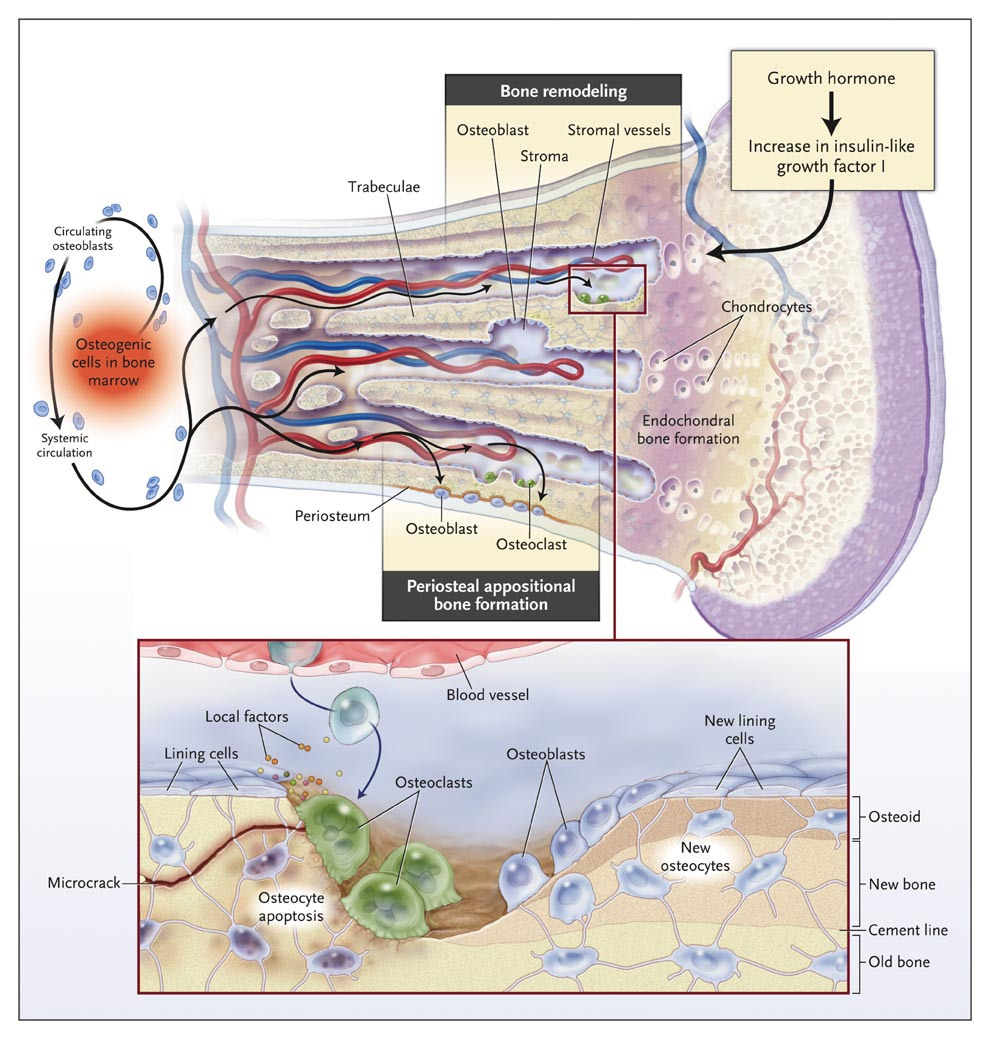 Growth hormone
Increase in insulin-like
growth factor I
Bone remodeling
Osteoblast
Stromal vessels
Stroma
Trabeculae
Circulating
osteoblasts
Chondrocytes
Osteogenic
cells in bone
marrow
Endochondral
bone formation
Systemic
circulation
Periosteum
Osteoblast
Osteoclast
Periosteal appositional
bone formation
Blood vessel
Local factors
New lining
cells
Lining cells
Osteoblasts
Osteoclasts
Osteoid
New
osteocytes
Microcrack
New bone
Osteocyte
apoptosis
Cement line
Old bone